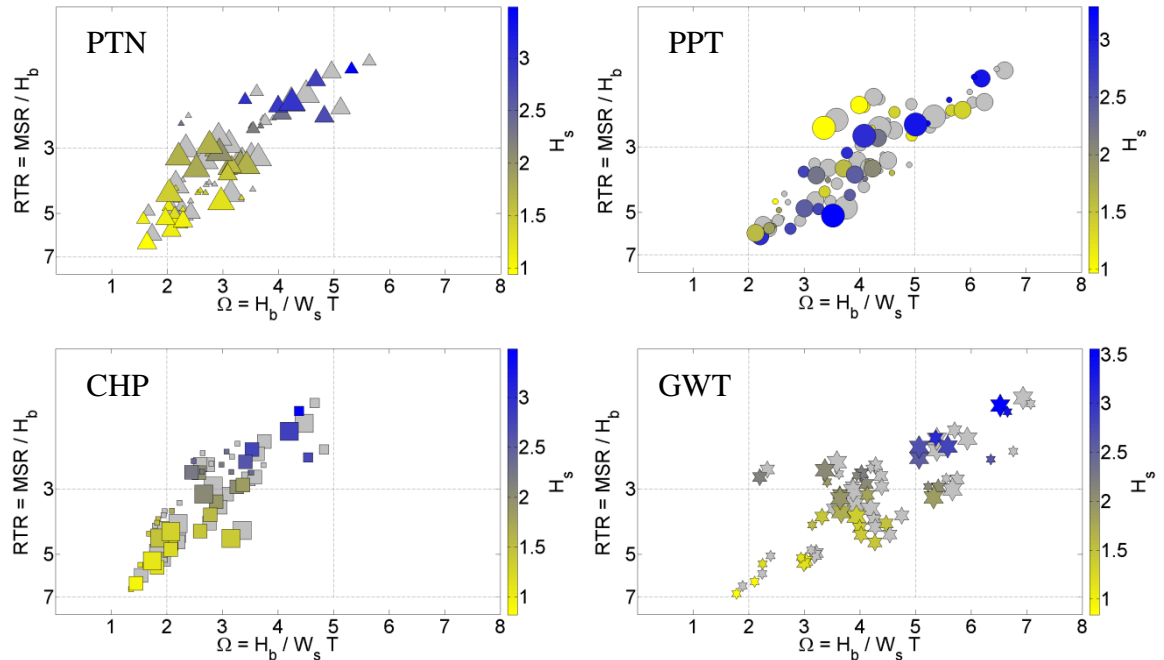 PTN
RTR = MSR / H_b
3
5
7
1 2 3 4 5 6 7 8
Ω = H_b / W_s T
3
2.5
2
1.5
1
H_s
PPT
RTR = MSR / H_b
3
5
7
1 2 3 4 5 6 7 8
Ω = H_b / W_s T
3
2.5
2
1.5
1
H_s
CHP
RTR = MSR / H_b
3
5
7
1 2 3 4 5 6 7 8
Ω = H_b / W_s T
3
2.5
2
1.5
1
H_s
GWT
RTR = MSR / H_b
3
5
7
1 2 3 4 5 6 7 8
Ω = H_b / W_s T
3.5
3
2.5
2
1.5
1
H_s